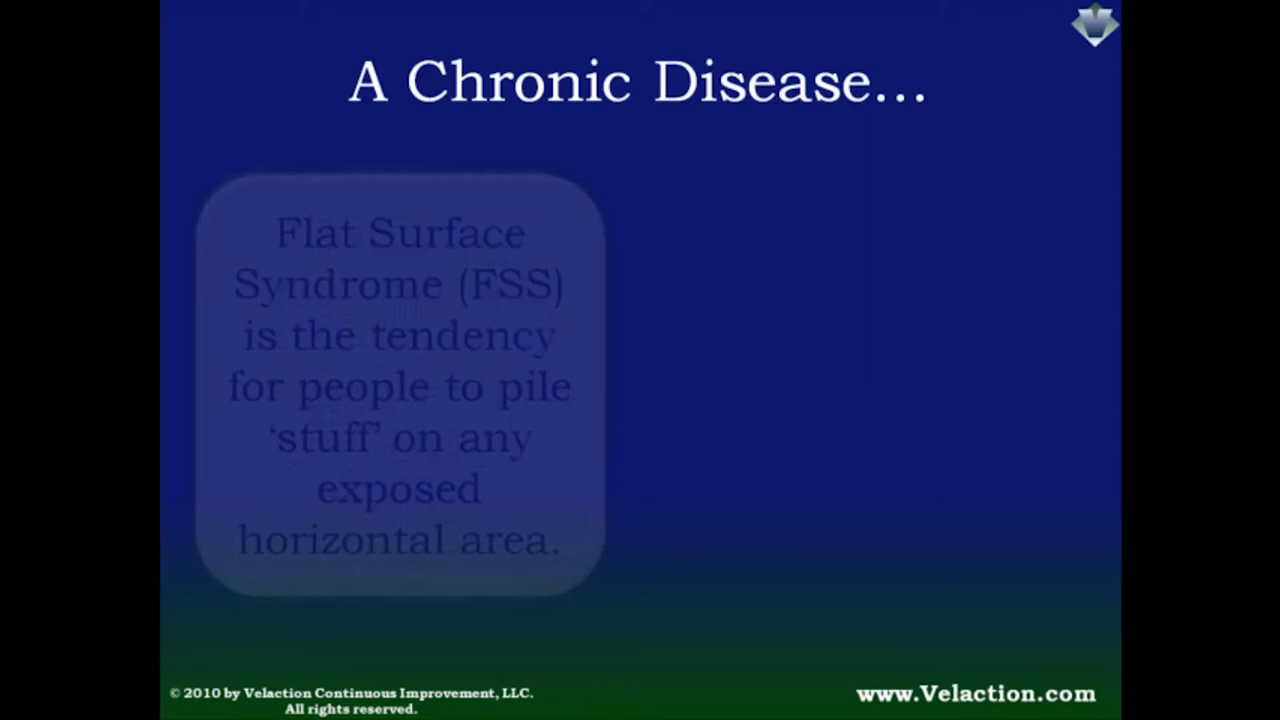 A Chronic Disease...
Flat Surface
Syndrome (FSS)
is the tendency
for people to pile
‘stuff’ on any
exposed
horizontal area.
© 2010 by Velaction Continuous Improvement, LLC.
All rights reserved.
www.Velaction.com